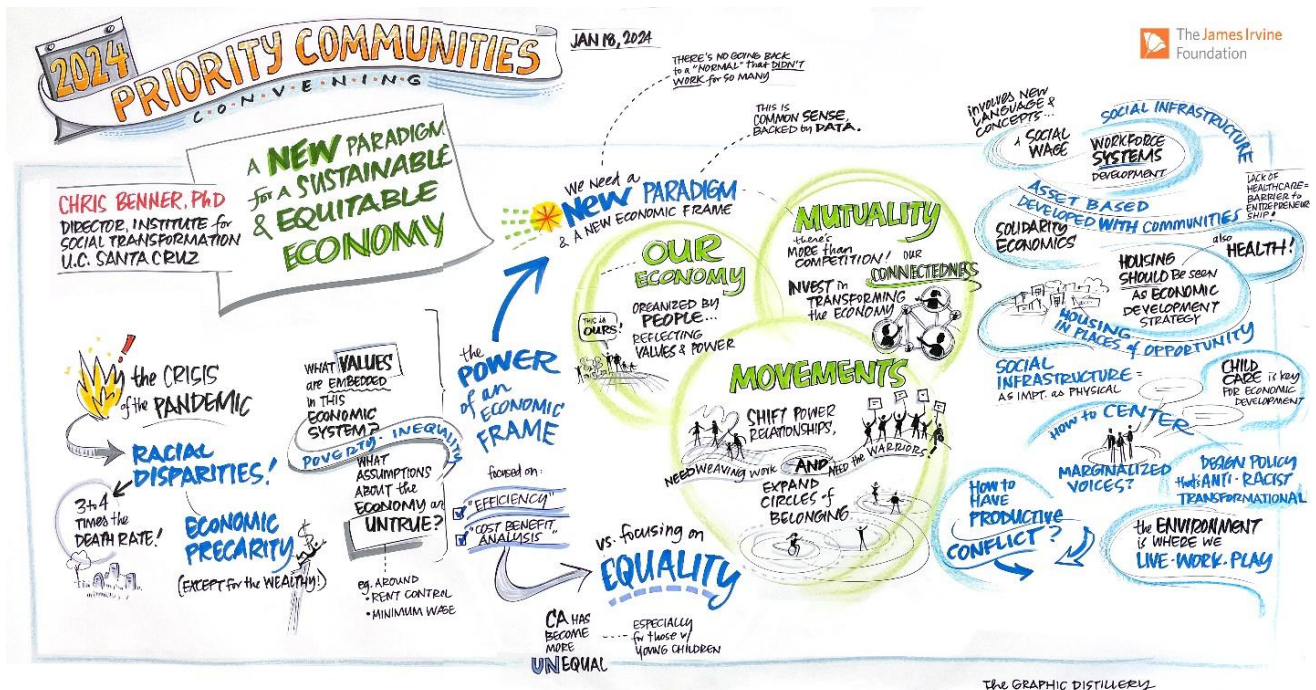 2024
PRIORITY COMMUNITIES
CONVENING
JAN 18, 2024
The James Irvine
Foundation
A NEW PARADIGM
for a SUSTAINABLE
& EQUITABLE
ECONOMY
CHRIS BENNER, PhD
DIRECTOR, INSTITUTE for
SOCIAL TRANSFORMATION
U.C. SANTA CRUZ
the CRISIS
of the PANDEMIC
RACIAL
DISPARITIES!
3 to 4
TIMES the
DEATH RATE!
ECONOMIC
PRECARITY
(EXCEPT for the WEALTHY!)
$
WHAT VALUES
are EMBEDDED
in THIS
ECONOMIC
SYSTEM?
POVERTY · INEQUALITY
WHAT
ASSUMPTIONS
ABOUT the
ECONOMY are
UNTRUE?
eg. AROUND
• RENT CONTROL
• MINIMUM WAGE
the
POWER
of an
ECONOMIC
FRAME
focused on:
"EFFICIENCY"
"COST BENEFIT
ANALYSIS"
vs. focusing on
EQUALITY
CA HAS
BECOME
MORE
UNEQUAL
ESPECIALLY
for those w/
YOUNG CHILDREN
THERE'S NO GOING BACK
to a "NORMAL" that DIDN'T
WORK for SO MANY
THIS IS
COMMON SENSE,
BACKED by DATA.
We NEED a
NEW PARADIGM
& A NEW ECONOMIC FRAME
OUR
ECONOMY
ORGANIZED BY
PEOPLE...
REFLECTING
VALUES & POWER
THIS IS
OURS!
MUTUALITY
there's
MORE than
COMPETITION!
OUR
CONNECTEDNESS
INVEST in
TRANSFORMING
the ECONOMY
MOVEMENTS
SHIFT POWER
RELATIONSHIPS,
NEED WEAVING work AND NEED the WARRIORS
EXPAND
CIRCLES of
BELONGING
INVOLVES NEW
LANGUAGE &
CONCEPTS...
SOCIAL INFRASTRUCTURE
A SOCIAL
WAGE
WORKFORCE
SYSTEMS
DEVELOPMENT
ASSET BASED
DEVELOPED WITH COMMUNITIES
LACK OF
HEALTHCARE =
BARRIER to
ENTREPRENEUR
SHIP!
SOLIDARITY
ECONOMICS
also
HEALTH!
HOUSING
SHOULD BE SEEN
AS ECONOMIC
DEVELOPMENT
STRATEGY
HOUSING
IN PLACES of OPPORTUNITY
SOCIAL
INFRASTRUCTURE =
AS IMPT. as PHYSICAL
CHILD
CARE is key
FOR ECONOMIC
DEVELOPMENT
HOW to CENTER
MARGINALIZED
VOICES?
DESIGN POLICY
that's ANTI-RACIST
TRANSFORMATIONAL
HOW to
HAVE
PRODUCTIVE
CONFLICT?
the ENVIRONMENT
is WHERE WE
LIVE · WORK · PLAY
the GRAPHIC DISTILLERY